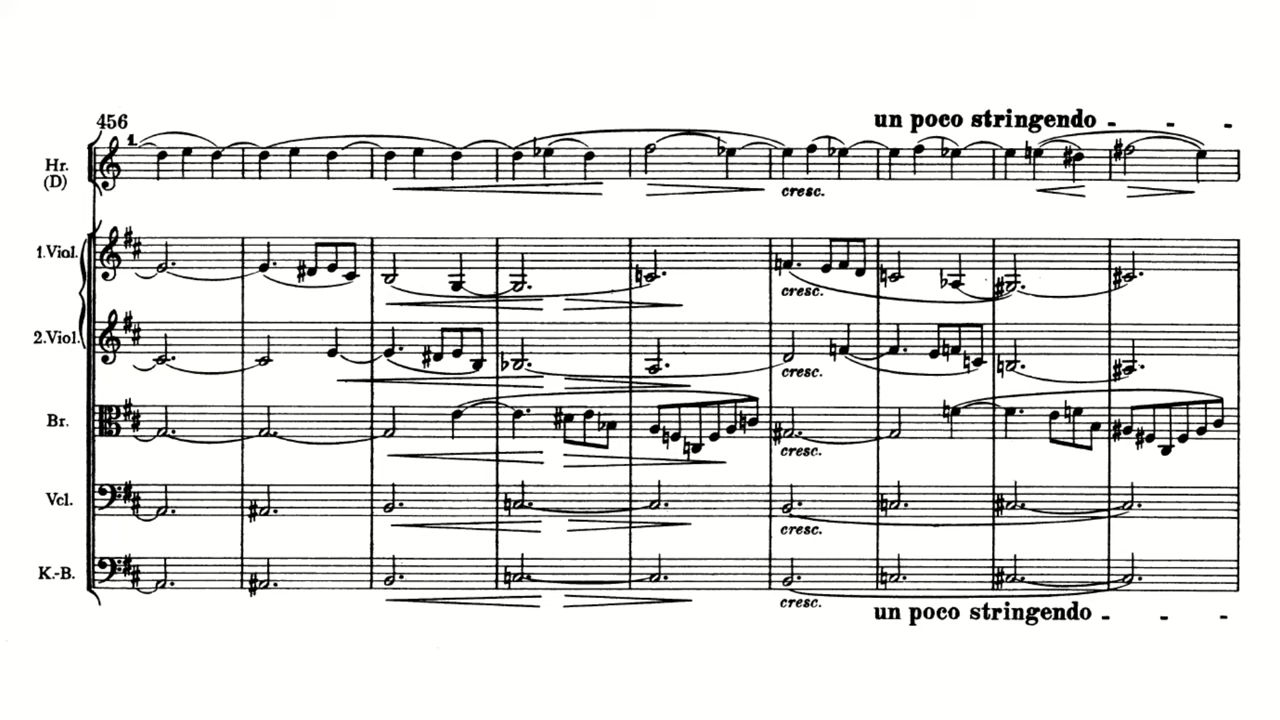 456
un poco stringendo - - -
1.
Hr.
(D)
cresc.
1.Viol.
cresc.
2.Viol.
cresc.
Br.
cresc.
Vcl.
cresc.
K.-B.
cresc.
un poco stringendo - - -